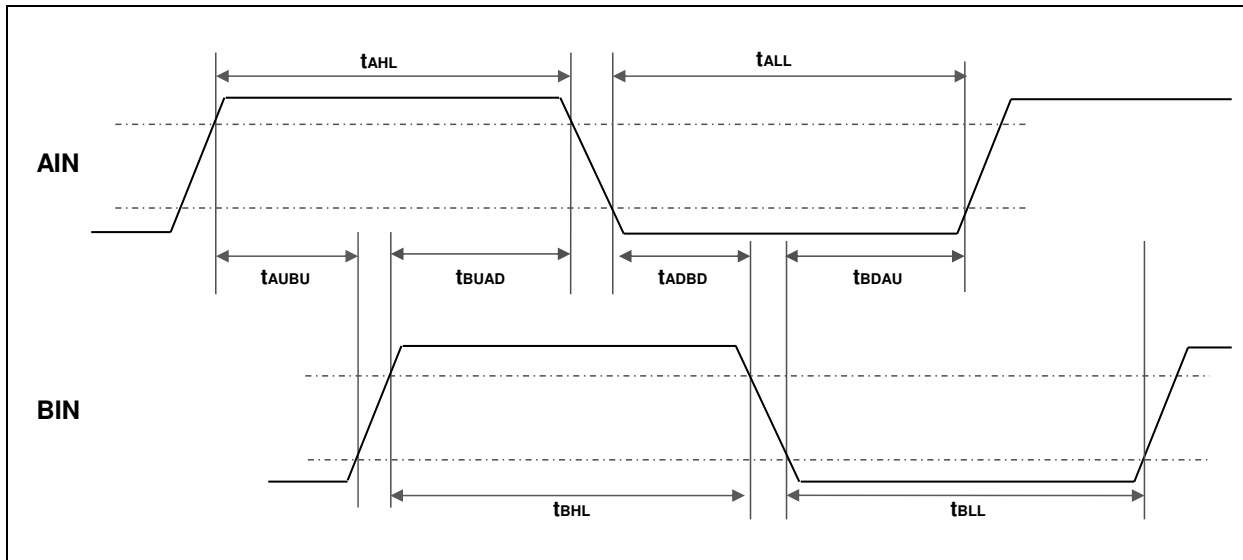 tAHL tALL
AIN
tAUBU tBUAD tADBD tBDAU
BIN
tBHL tBLL